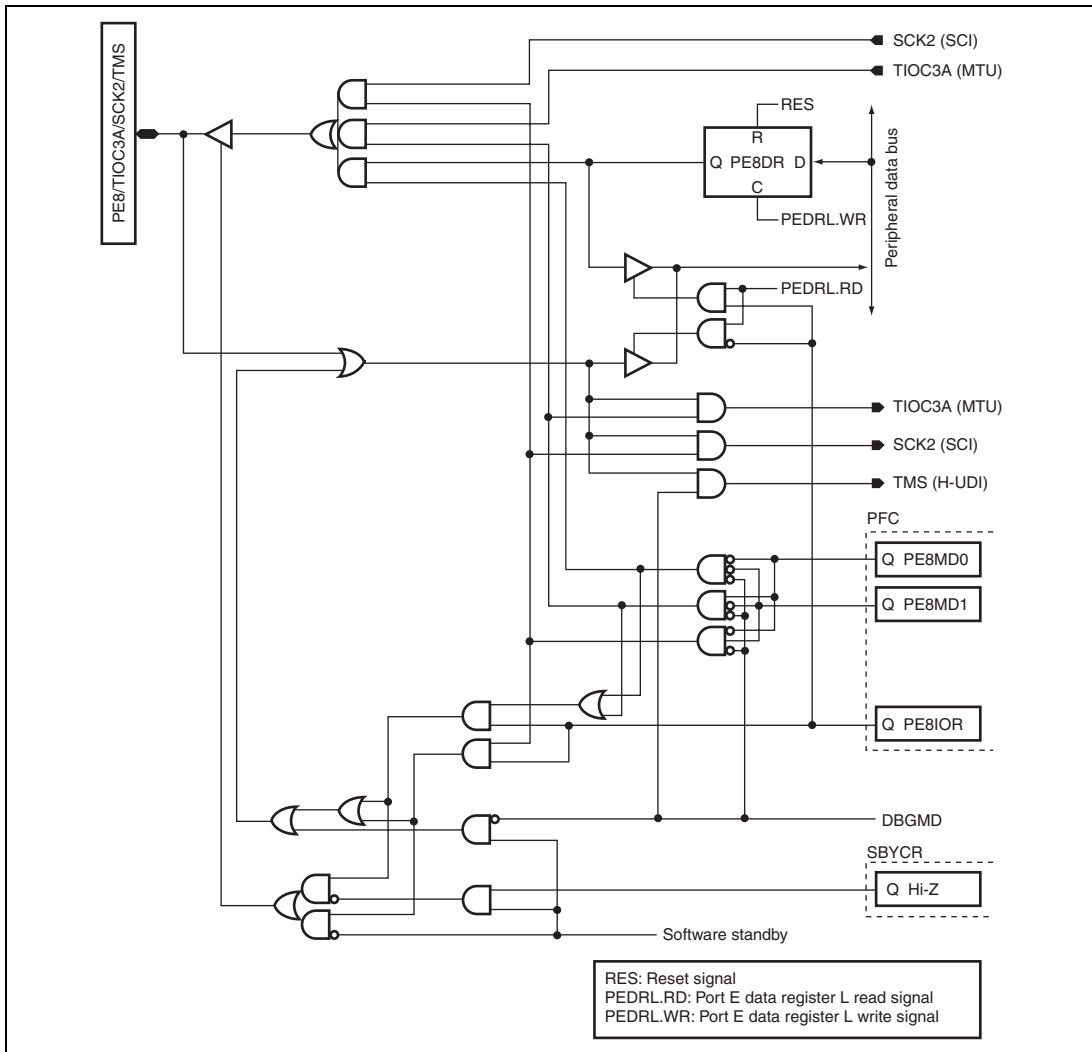 PE8/TIOC3A/SCK2/TMS
SCK2 (SCI)
TIOC3A (MTU)
RES
R
Q PE8DR D
C
PEDRL.WR
Peripheral data bus
PEDRL.RD
TIOC3A (MTU)
SCK2 (SCI)
TMS (H-UDI)
PFC
Q PE8MD0
Q PE8MD1
Q PE8IOR
DBGMD
SBYCR
Q Hi-Z
Software standby
RES: Reset signal
PEDRL.RD: Port E data register L read signal
PEDRL.WR: Port E data register L write signal